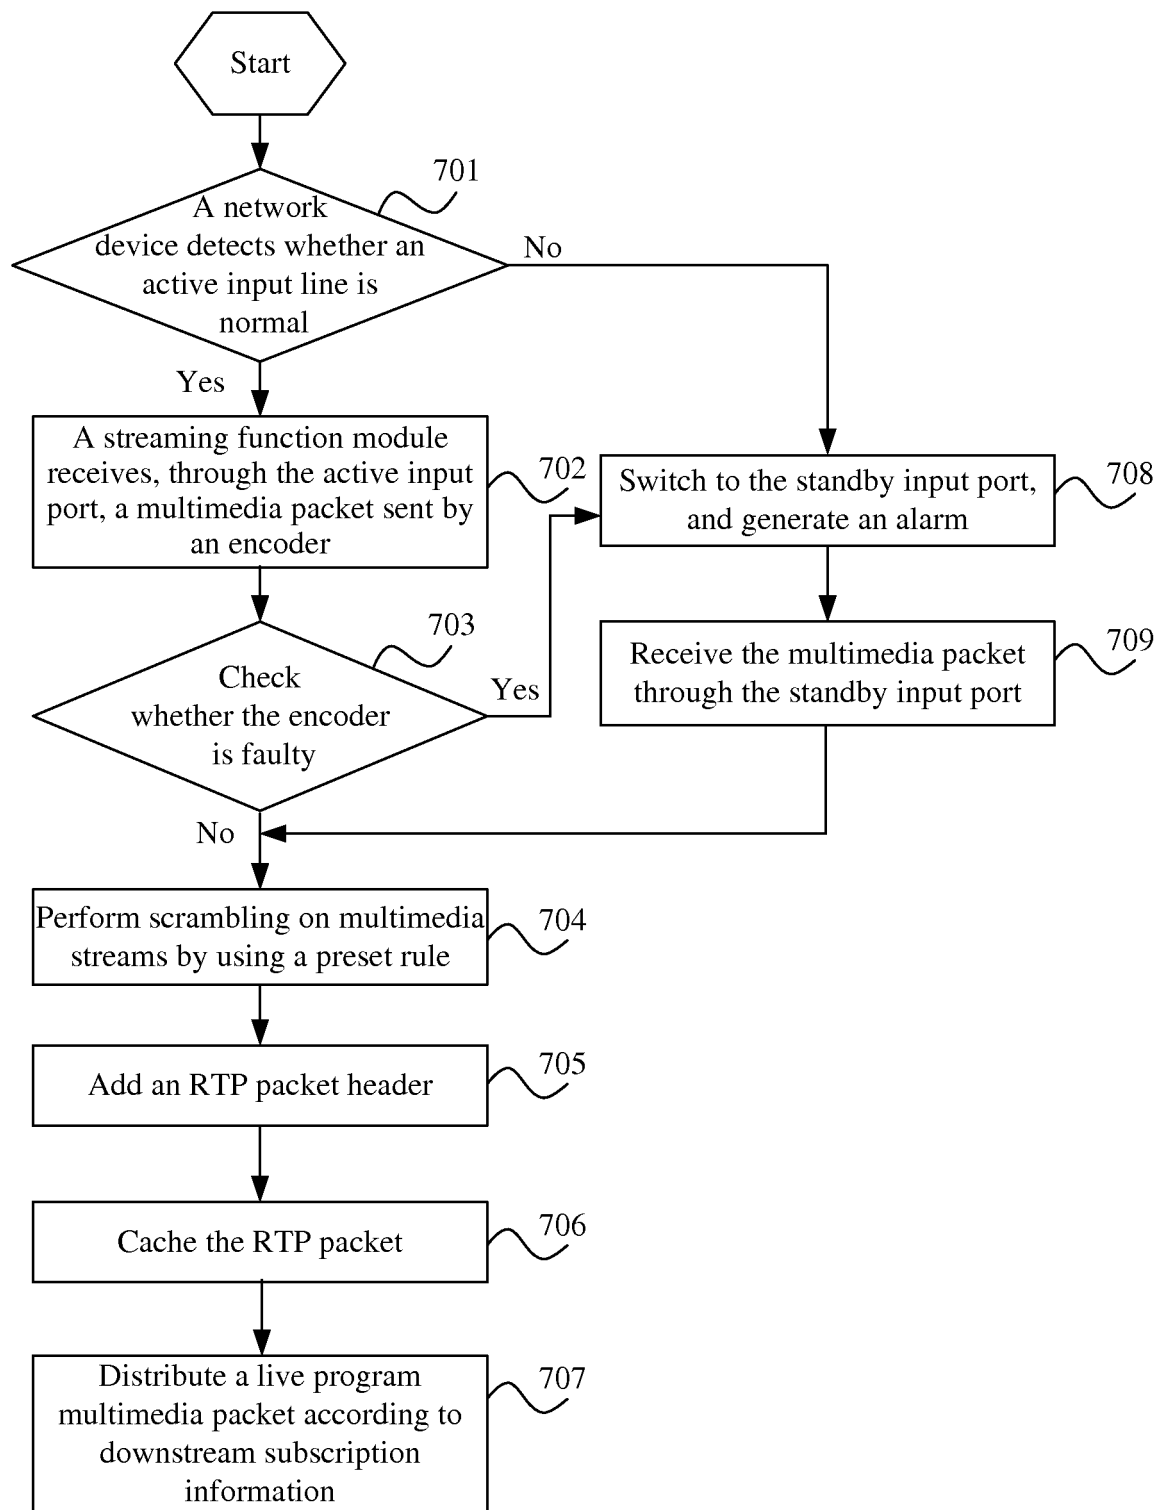 Start
701
A network
device detects whether an
active input line is
normal
No
Yes
A streaming function module
receives, through the active input
port, a multimedia packet sent by
an encoder
702
Switch to the standby input port,
and generate an alarm
708
703
Check
whether the encoder
is faulty
Yes
Receive the multimedia packet
through the standby input port
709
No
Perform scrambling on multimedia
streams by using a preset rule
704
Add an RTP packet header
705
Cache the RTP packet
706
Distribute a live program
multimedia packet according to
downstream subscription
information
707